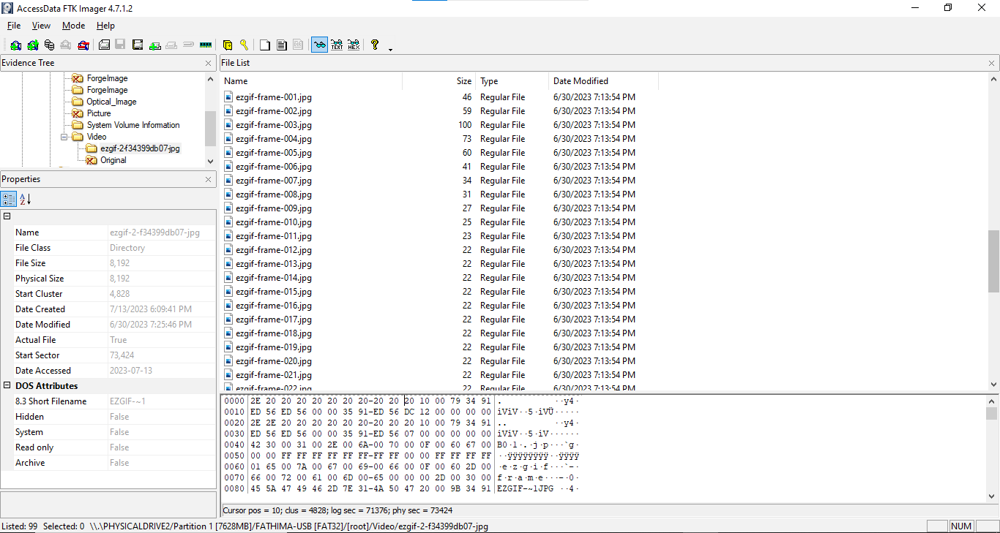 AccessData FTK Imager 4.7.1.2
File View Mode Help
Evidence Tree
ForgeImage
ForgeImage
Optical_Image
Picture
System Volume Information
Video
ezgif-2-f34399db07-jpg
Original
Properties
Name ezgif-2-f34399db07-jpg
File Class Directory
File Size 8,192
Physical Size 8,192
Start Cluster 4,828
Date Created 7/13/2023 6:09:41 PM
Date Modified 6/30/2023 7:25:46 PM
Actual File True
Start Sector 73,424
Date Accessed 2023-07-13
DOS Attributes
8.3 Short Filename EZGIF-~1
Hidden False
System False
Read only False
Archive False
File List
Name Size Type Date Modified
ezgif-frame-001.jpg 46 Regular File 6/30/2023 7:13:54 PM
ezgif-frame-002.jpg 59 Regular File 6/30/2023 7:13:54 PM
ezgif-frame-003.jpg 100 Regular File 6/30/2023 7:13:54 PM
ezgif-frame-004.jpg 73 Regular File 6/30/2023 7:13:54 PM
ezgif-frame-005.jpg 60 Regular File 6/30/2023 7:13:54 PM
ezgif-frame-006.jpg 41 Regular File 6/30/2023 7:13:54 PM
ezgif-frame-007.jpg 34 Regular File 6/30/2023 7:13:54 PM
ezgif-frame-008.jpg 31 Regular File 6/30/2023 7:13:54 PM
ezgif-frame-009.jpg 27 Regular File 6/30/2023 7:13:54 PM
ezgif-frame-010.jpg 25 Regular File 6/30/2023 7:13:54 PM
ezgif-frame-011.jpg 23 Regular File 6/30/2023 7:13:54 PM
ezgif-frame-012.jpg 22 Regular File 6/30/2023 7:13:54 PM
ezgif-frame-013.jpg 22 Regular File 6/30/2023 7:13:54 PM
ezgif-frame-014.jpg 22 Regular File 6/30/2023 7:13:54 PM
ezgif-frame-015.jpg 22 Regular File 6/30/2023 7:13:54 PM
ezgif-frame-016.jpg 22 Regular File 6/30/2023 7:13:54 PM
ezgif-frame-017.jpg 22 Regular File 6/30/2023 7:13:54 PM
ezgif-frame-018.jpg 22 Regular File 6/30/2023 7:13:54 PM
ezgif-frame-019.jpg 22 Regular File 6/30/2023 7:13:54 PM
ezgif-frame-020.jpg 22 Regular File 6/30/2023 7:13:54 PM
ezgif-frame-021.jpg 22 Regular File 6/30/2023 7:13:54 PM
ezgif-frame-022.jpg 22 Regular File 6/30/2023 7:13:54 PM
0000 2E 20 20 20 20 20 20 20-20 20 20 10 00 79 34 91 . ··y4·
0010 ED 56 ED 56 00 00 35 91-ED 56 DC 12 00 00 00 00 íVíV··5·íVÜ·····
0020 2E 2E 20 20 20 20 20 20-20 20 20 10 00 79 34 91 .. ··y4·
0030 ED 56 ED 56 00 00 35 91-ED 56 07 00 00 00 00 00 íVíV··5·íV······
0040 42 30 00 31 00 2E 00 6A-00 70 00 0F 00 60 67 00 B0·1·.·j·p···`g·
0050 00 00 FF FF FF FF FF FF-FF FF 00 00 FF FF FF FF ··ÿÿÿÿÿÿÿÿ··ÿÿÿÿ
0060 01 65 00 7A 00 67 00 69-00 66 00 0F 00 60 2D 00 ·e·z·g·i·f···`-·
0070 66 00 72 00 61 00 6D 00-65 00 00 00 2D 00 30 00 f·r·a·m·e···-·0·
0080 45 5A 47 49 46 2D 7E 31-4A 50 47 20 00 9B 34 91 EZGIF-~1JPG ··4·
Cursor pos = 10; clus = 4828; log sec = 71376; phy sec = 73424
Listed: 99 Selected: 0 \\.\PHYSICALDRIVE2/Partition 1 [7628MB]/FATHIMA-USB [FAT32]/[root]/Video/ezgif-2-f34399db07-jpg NUM